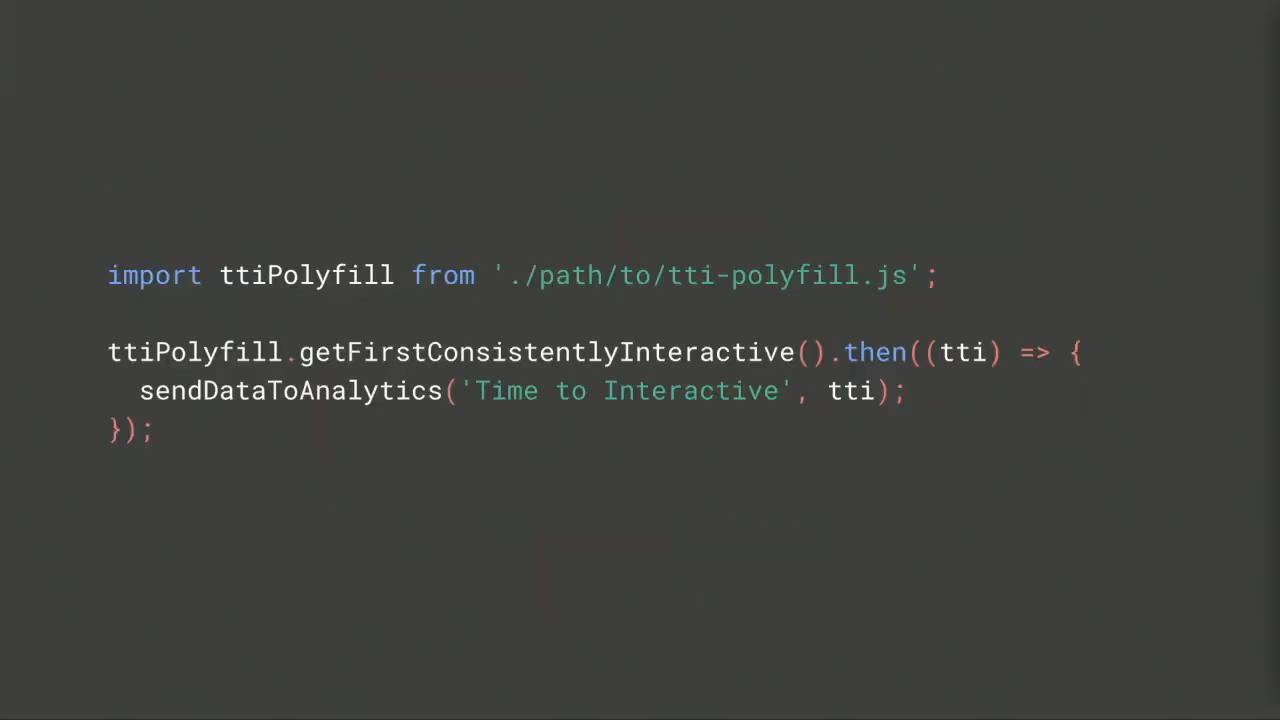 import ttiPolyfill from './path/to/tti-polyfill.js';
ttiPolyfill.getFirstConsistentlyInteractive().then((tti) => {
  sendDataToAnalytics('Time to Interactive', tti);
});